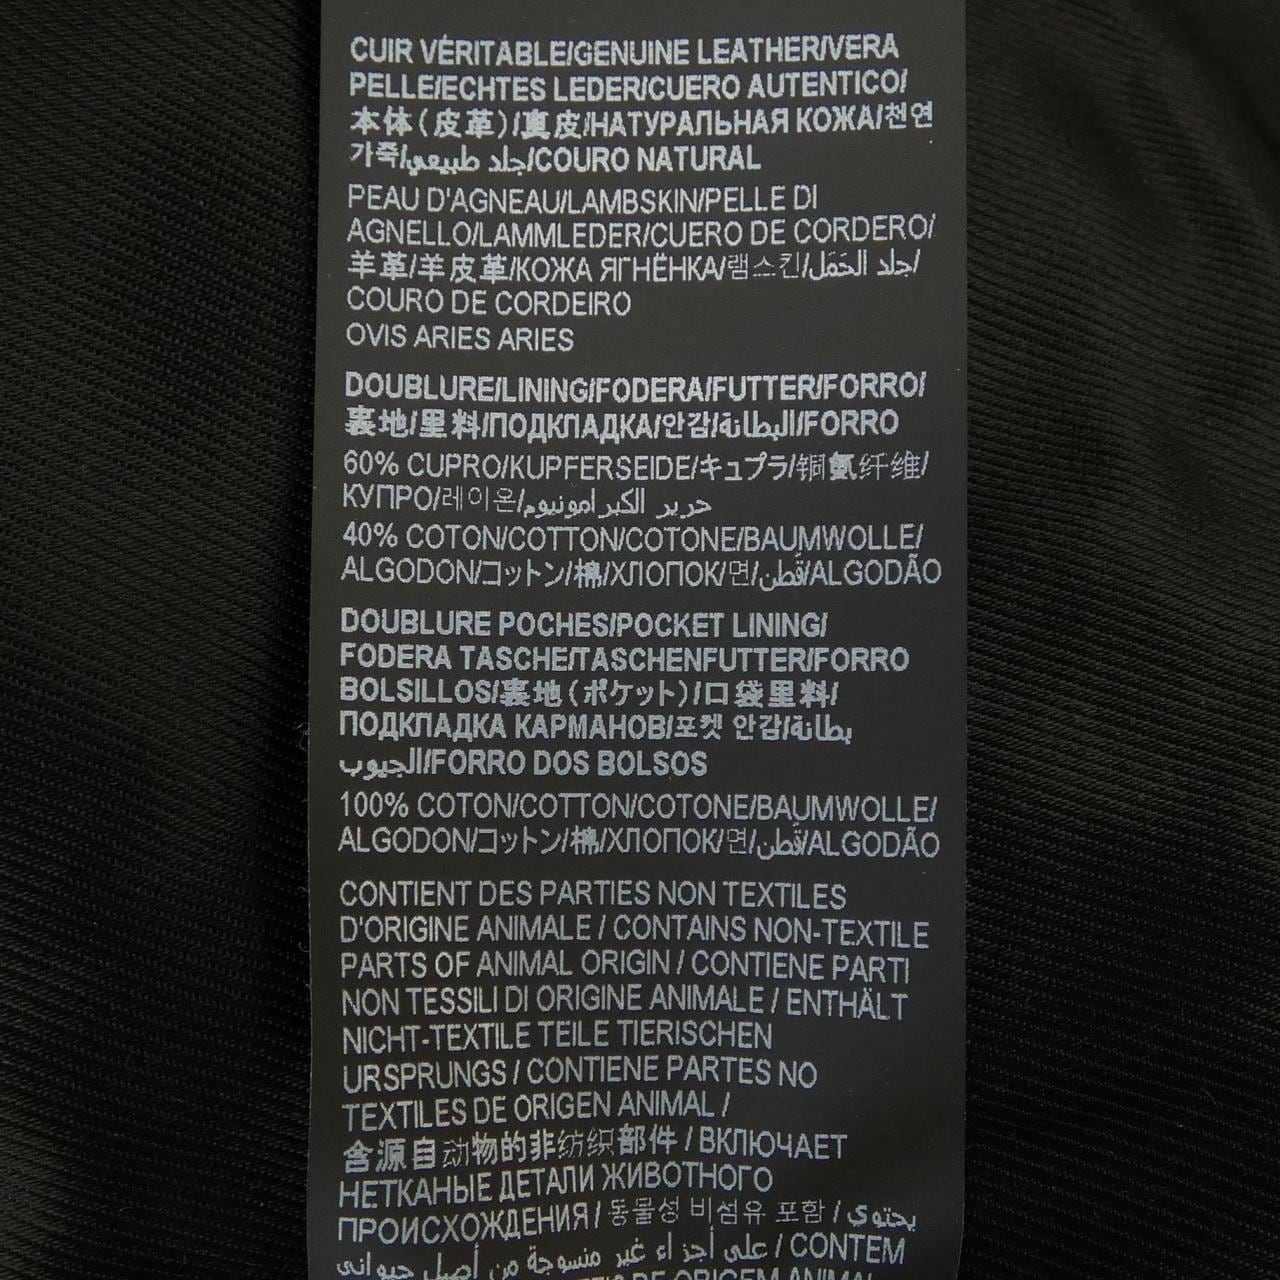 CUIR VÉRITABLE/GENUINE LEATHER/VERA
PELLE/ECHTES LEDER/CUERO AUTENTICO/
本体(皮革)/真皮/НАТУРАЛЬНАЯ КОЖА/천연
가죽/جلد طبيعي/COURO NATURAL
PEAU D'AGNEAU/LAMBSKIN/PELLE DI
AGNELLO/LAMMLEDER/CUERO DE CORDERO/
羊革/羊皮革/КОЖА ЯГНЁНКА/램스킨/جلد الحَمَل/
COURO DE CORDEIRO
OVIS ARIES ARIES
DOUBLURE/LINING/FODERA/FUTTER/FORRO/
裏地/里料/ПОДКЛАДКА/안감/البطانة/FORRO
60% CUPRO/KUPFERSEIDE/キュプラ/铜氨纤维/
КУПРО/레이온/حرير الكبرامونيوم
40% COTON/COTTON/COTONE/BAUMWOLLE/
ALGODON/コットン/棉/ХЛОПОК/면/قُطن/ALGODÃO
DOUBLURE POCHES/POCKET LINING/
FODERA TASCHE/TASCHENFUTTER/FORRO
BOLSILLOS/裏地(ポケット)/口袋里料/
ПОДКЛАДКА КАРМАНОВ/포켓 안감/بطانة
الجيوب/FORRO DOS BOLSOS
100% COTON/COTTON/COTONE/BAUMWOLLE/
ALGODON/コットン/棉/ХЛОПОК/면/قُطن/ALGODÃO
CONTIENT DES PARTIES NON TEXTILES
D'ORIGINE ANIMALE / CONTAINS NON-TEXTILE
PARTS OF ANIMAL ORIGIN / CONTIENE PARTI
NON TESSILI DI ORIGINE ANIMALE / ENTHÄLT
NICHT-TEXTILE TEILE TIERISCHEN
URSPRUNGS / CONTIENE PARTES NO
TEXTILES DE ORIGEN ANIMAL /
含源自动物的非纺织部件 / ВКЛЮЧАЕТ
НЕТКАНЫЕ ДЕТАЛИ ЖИВОТНОГО
ПРОИСХОЖДЕНИЯ / 동물성 비섬유 포함 / يحتوي
على أجزاء غير منسوجة من أصل حيواني / CONTEM
DE ORIGEM ANIMAL